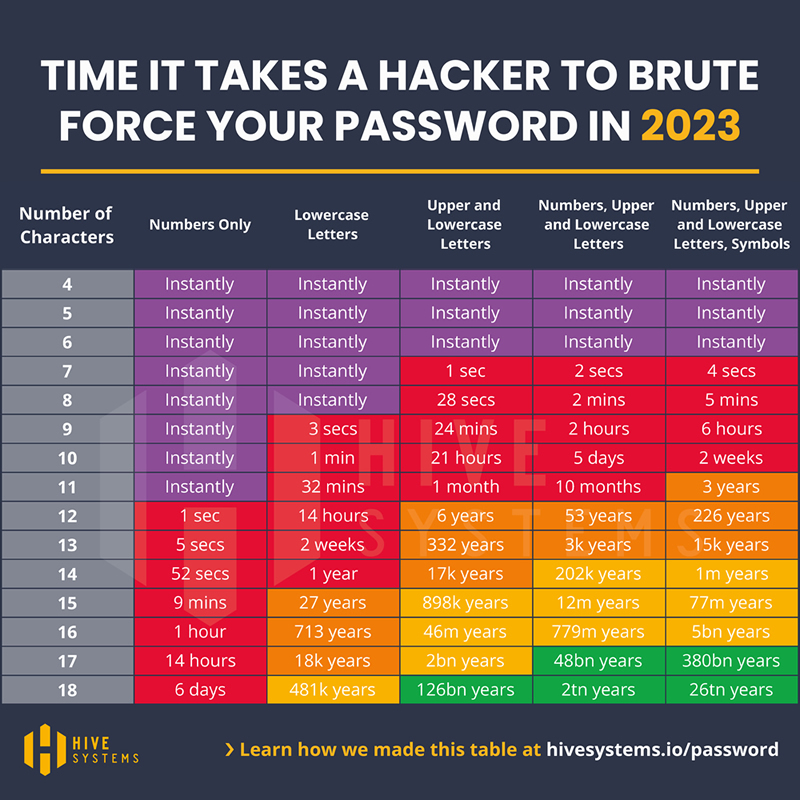 TIME IT TAKES A HACKER TO BRUTE
FORCE YOUR PASSWORD IN 2023
Number of Characters Numbers Only Lowercase Letters Upper and Lowercase Letters Numbers, Upper and Lowercase Letters Numbers, Upper and Lowercase Letters, Symbols
4 Instantly Instantly Instantly Instantly Instantly
5 Instantly Instantly Instantly Instantly Instantly
6 Instantly Instantly Instantly Instantly Instantly
7 Instantly Instantly 1 sec 2 secs 4 secs
8 Instantly Instantly 28 secs 2 mins 5 mins
9 Instantly 3 secs 24 mins 2 hours 6 hours
10 Instantly 1 min 21 hours 5 days 2 weeks
11 Instantly 32 mins 1 month 10 months 3 years
12 1 sec 14 hours 6 years 53 years 226 years
13 5 secs 2 weeks 332 years 3k years 15k years
14 52 secs 1 year 17k years 202k years 1m years
15 9 mins 27 years 898k years 12m years 77m years
16 1 hour 713 years 46m years 779m years 5bn years
17 14 hours 18k years 2bn years 48bn years 380bn years
18 6 days 481k years 126bn years 2tn years 26tn years
HIVE
SYSTEMS
HIVE
SYSTEMS
› Learn how we made this table at hivesystems.io/password